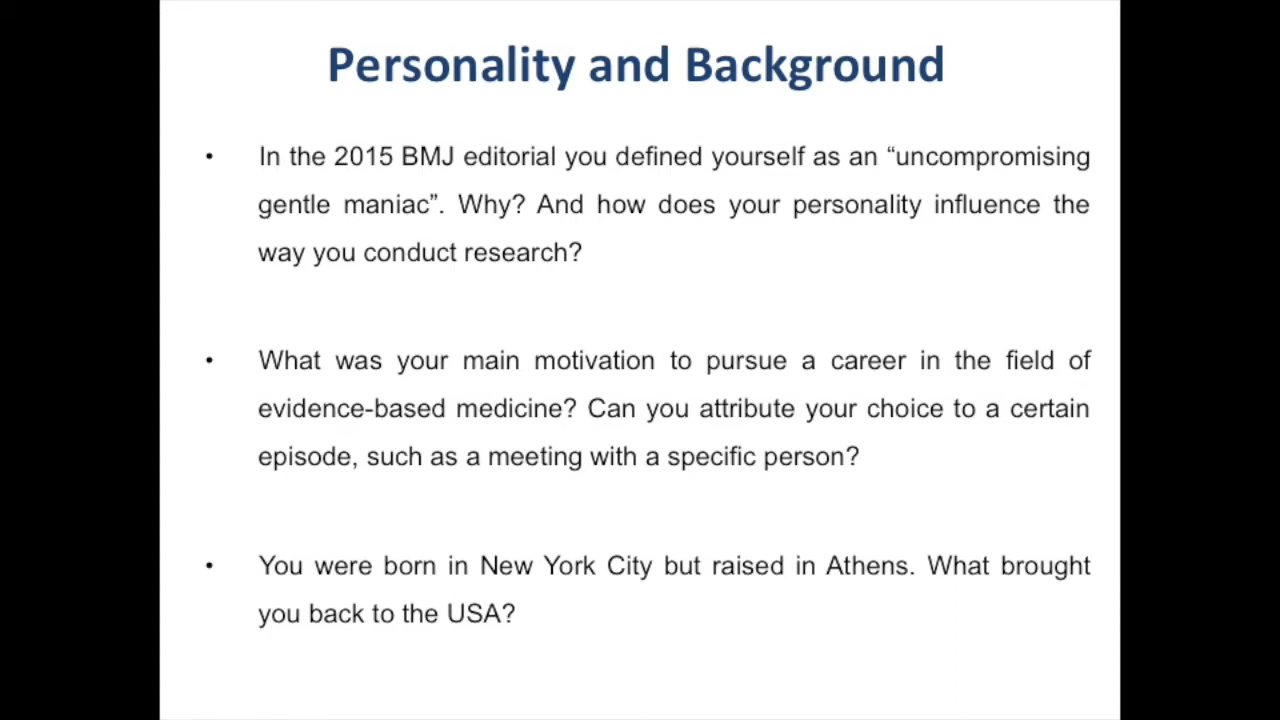 Personality and Background
• In the 2015 BMJ editorial you defined yourself as an “uncompromising
gentle maniac”. Why? And how does your personality influence the
way you conduct research?
• What was your main motivation to pursue a career in the field of
evidence-based medicine? Can you attribute your choice to a certain
episode, such as a meeting with a specific person?
• You were born in New York City but raised in Athens. What brought
you back to the USA?